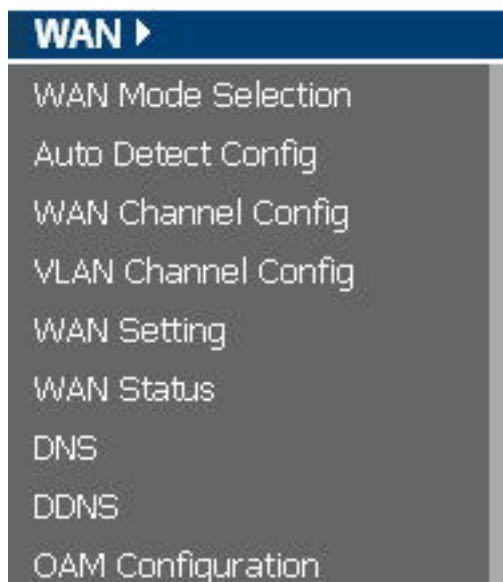 WAN
WAN Mode Selection
Auto Detect Config
WAN Channel Config
VLAN Channel Config
WAN Setting
WAN Status
DNS
DDNS
OAM Configuration